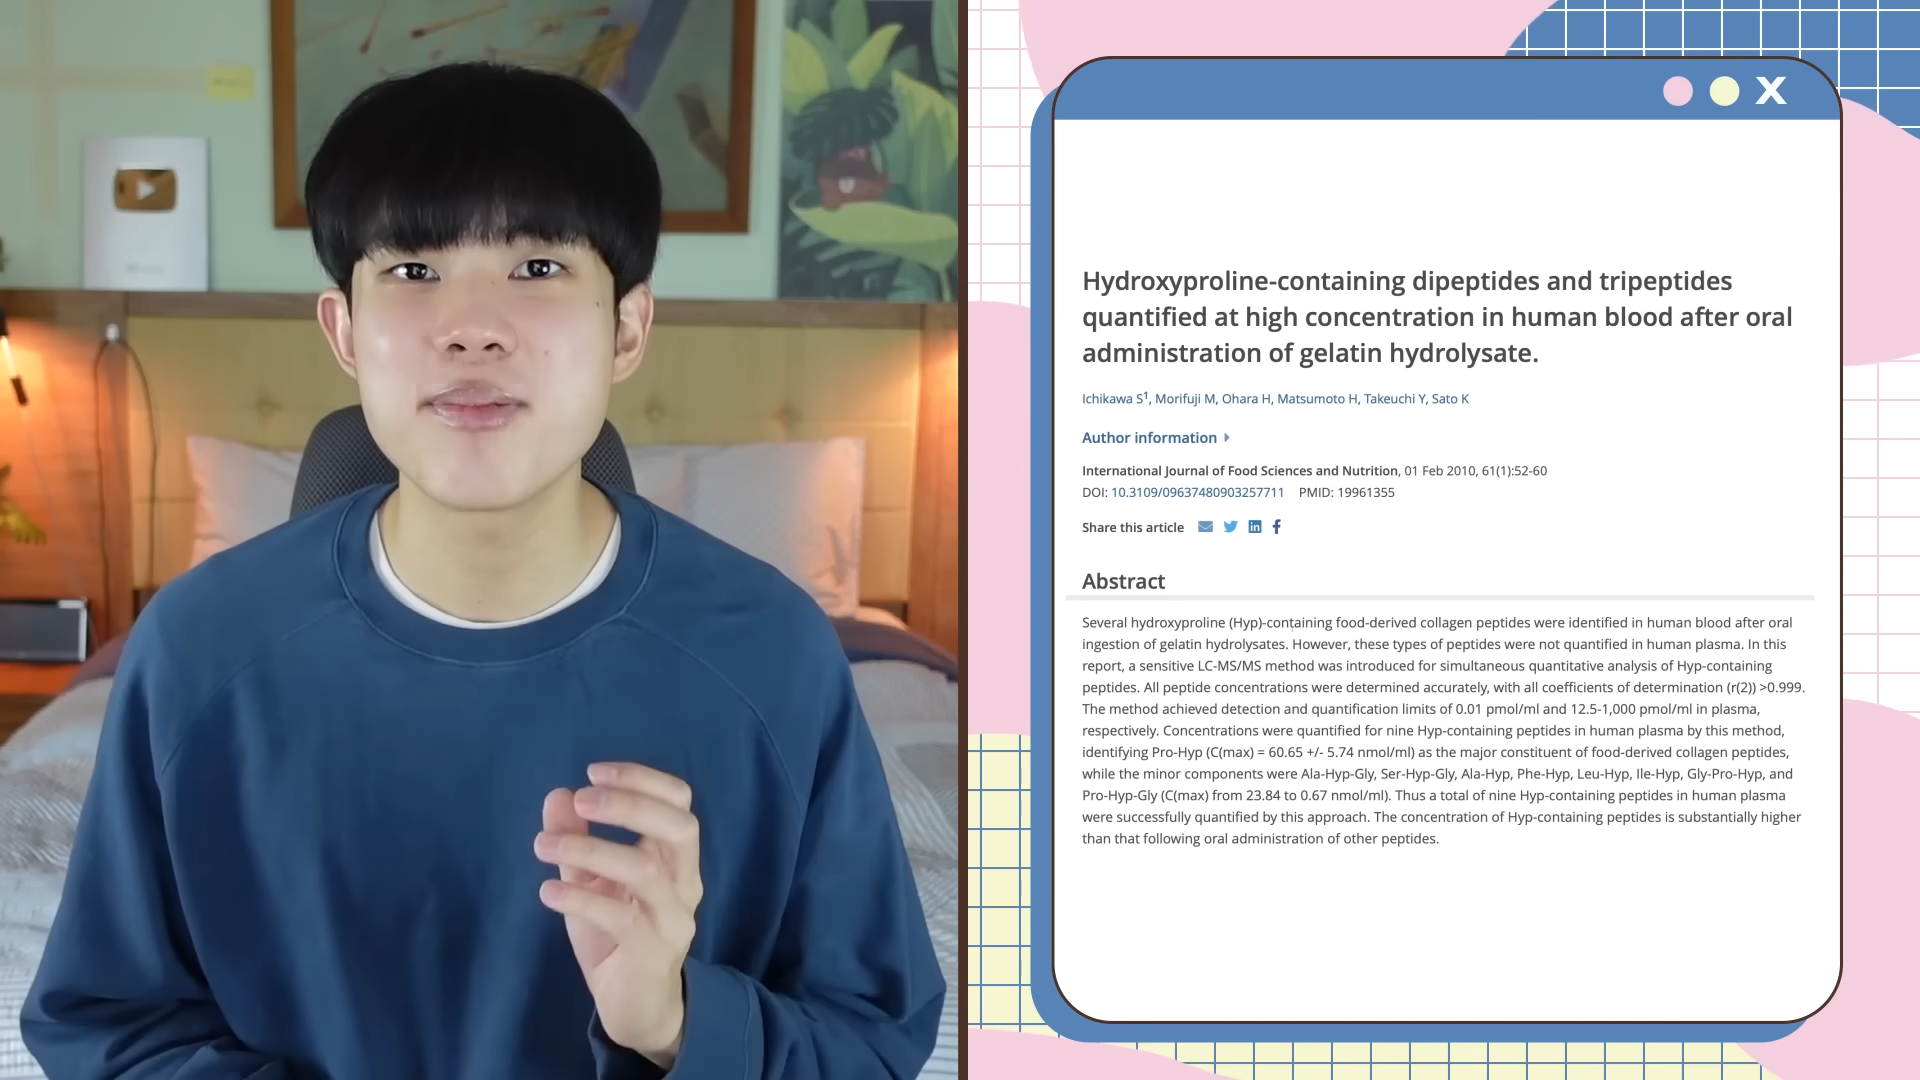 X
Hydroxyproline-containing dipeptides and tripeptides
quantified at high concentration in human blood after oral
administration of gelatin hydrolysate.
Ichikawa S1, Morifuji M, Ohara H, Matsumoto H, Takeuchi Y, Sato K
Author information
International Journal of Food Sciences and Nutrition, 01 Feb 2010, 61(1):52-60
DOI: 10.3109/09637480903257711 PMID: 19961355
Share this article
Abstract
Several hydroxyproline (Hyp)-containing food-derived collagen peptides were identified in human blood after oral
ingestion of gelatin hydrolysates. However, these types of peptides were not quantified in human plasma. In this
report, a sensitive LC-MS/MS method was introduced for simultaneous quantitative analysis of Hyp-containing
peptides. All peptide concentrations were determined accurately, with all coefficients of determination (r(2)) >0.999.
The method achieved detection and quantification limits of 0.01 pmol/ml and 12.5-1,000 pmol/ml in plasma,
respectively. Concentrations were quantified for nine Hyp-containing peptides in human plasma by this method,
identifying Pro-Hyp (C(max) = 60.65 +/- 5.74 nmol/ml) as the major constituent of food-derived collagen peptides,
while the minor components were Ala-Hyp-Gly, Ser-Hyp-Gly, Ala-Hyp, Phe-Hyp, Leu-Hyp, Ile-Hyp, Gly-Pro-Hyp, and
Pro-Hyp-Gly (C(max) from 23.84 to 0.67 nmol/ml). Thus a total of nine Hyp-containing peptides in human plasma
were successfully quantified by this approach. The concentration of Hyp-containing peptides is substantially higher
than that following oral administration of other peptides.